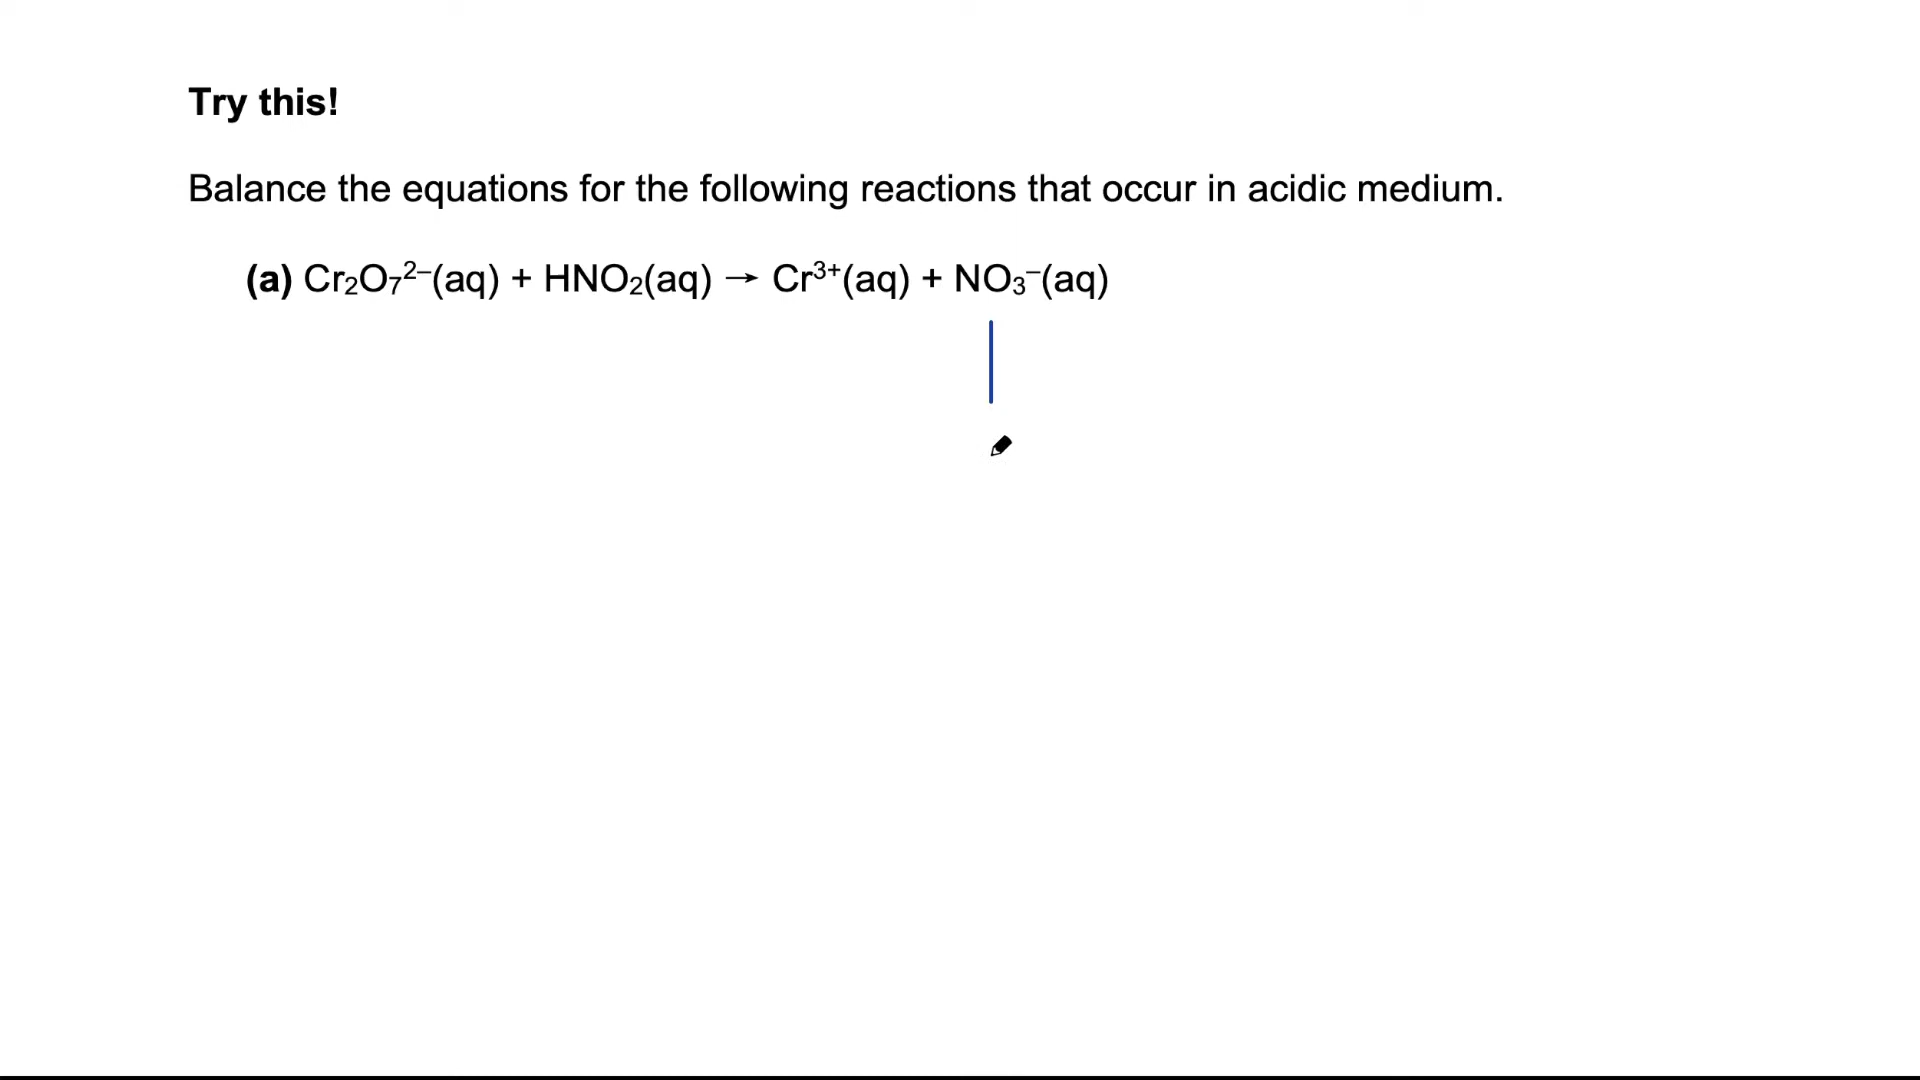 Try this!
Balance the equations for the following reactions that occur in acidic medium.
(a) Cr₂O₇²⁻(aq) + HNO₂(aq) → Cr³⁺(aq) + NO₃⁻(aq)